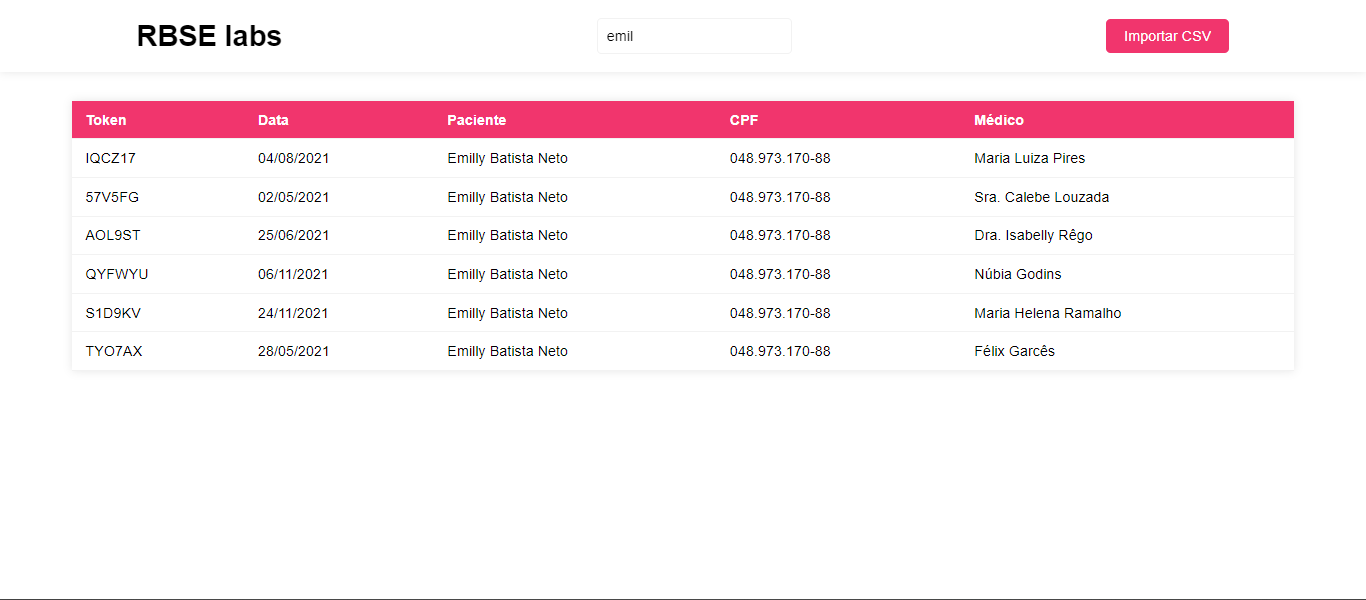 RBSE labs emil Importar CSV
Token Data Paciente CPF Médico
IQCZ17 04/08/2021 Emilly Batista Neto 048.973.170-88 Maria Luiza Pires
57V5FG 02/05/2021 Emilly Batista Neto 048.973.170-88 Sra. Calebe Louzada
AOL9ST 25/06/2021 Emilly Batista Neto 048.973.170-88 Dra. Isabelly Rêgo
QYFWYU 06/11/2021 Emilly Batista Neto 048.973.170-88 Núbia Godins
S1D9KV 24/11/2021 Emilly Batista Neto 048.973.170-88 Maria Helena Ramalho
TYO7AX 28/05/2021 Emilly Batista Neto 048.973.170-88 Félix Garcês